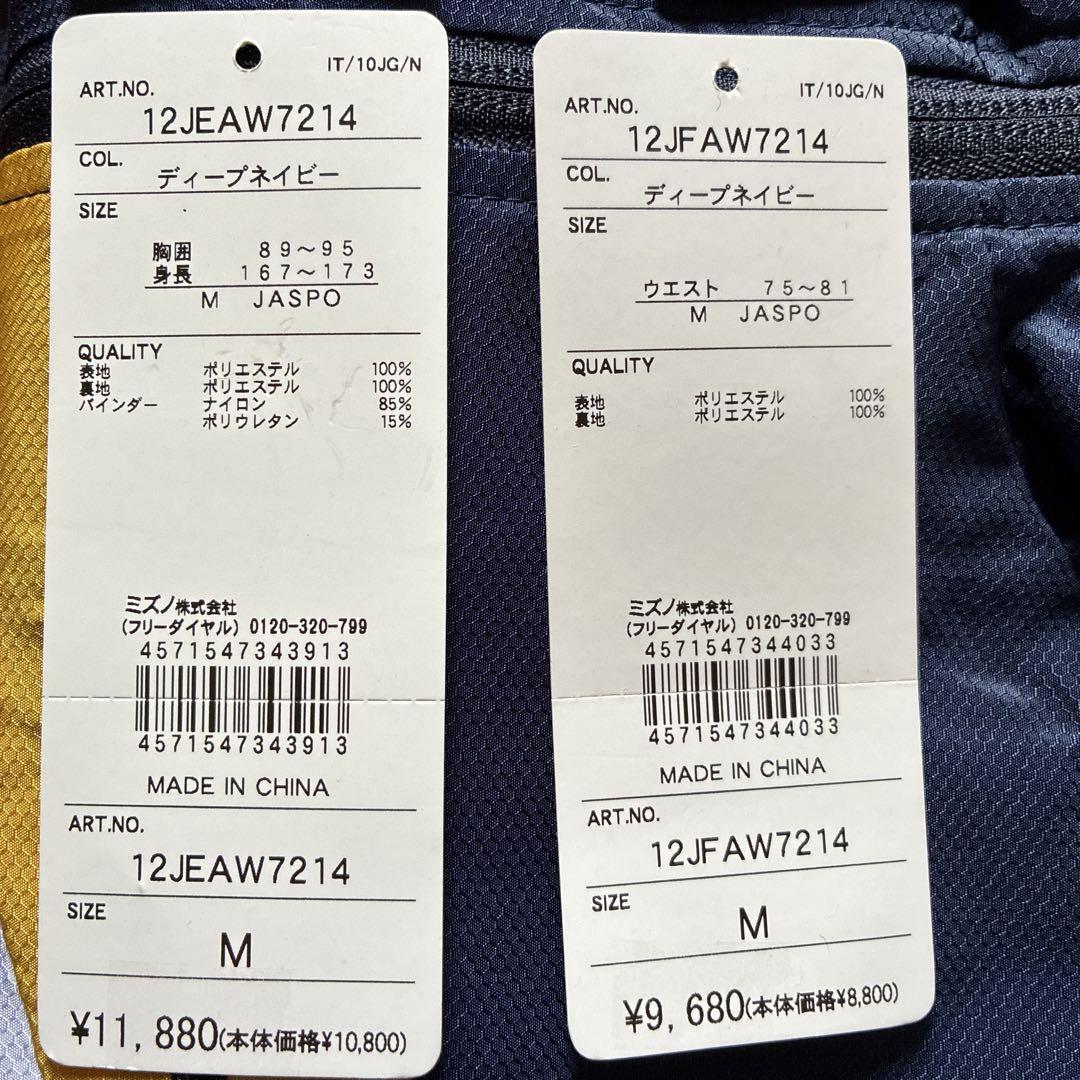 IT/10JG/N
ART.NO.
12JEAW7214
COL.
ディープネイビー
SIZE
胸囲 89～95
身長 167～173
M JASPO
QUALITY
表地 ポリエステル 100%
裏地 ポリエステル 100%
バインダー ナイロン 85%
ポリウレタン 15%
ミズノ株式会社
(フリーダイヤル) 0120-320-799
4571547343913
4571547343913
MADE IN CHINA
ART.NO.
12JEAW7214
SIZE
M
¥11,880(本体価格¥10,800)
IT/10JG/N
ART.NO.
12JFAW7214
COL.
ディープネイビー
SIZE
ウエスト 75～81
M JASPO
QUALITY
表地 ポリエステル 100%
裏地 ポリエステル 100%
ミズノ株式会社
(フリーダイヤル) 0120-320-799
4571547344033
4571547344033
MADE IN CHINA
ART.NO.
12JFAW7214
SIZE
M
¥9,680(本体価格¥8,800)